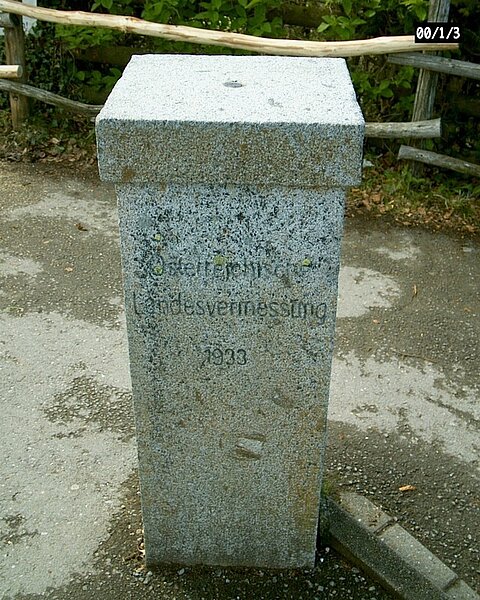 00/1/3
Österreichische
Landesvermessung
1933